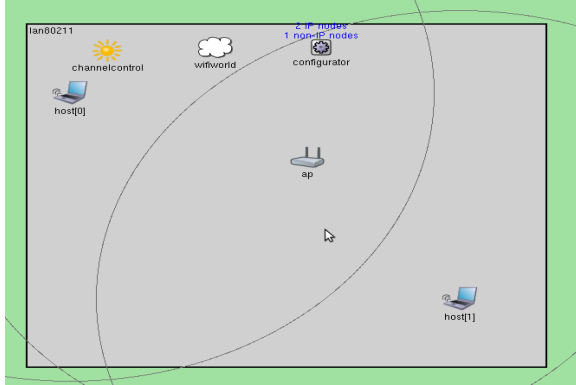 lan80211
2 IP nodes
1 non-IP nodes
channelcontrol
wifiworld
configurator
host[0]
ap
host[1]